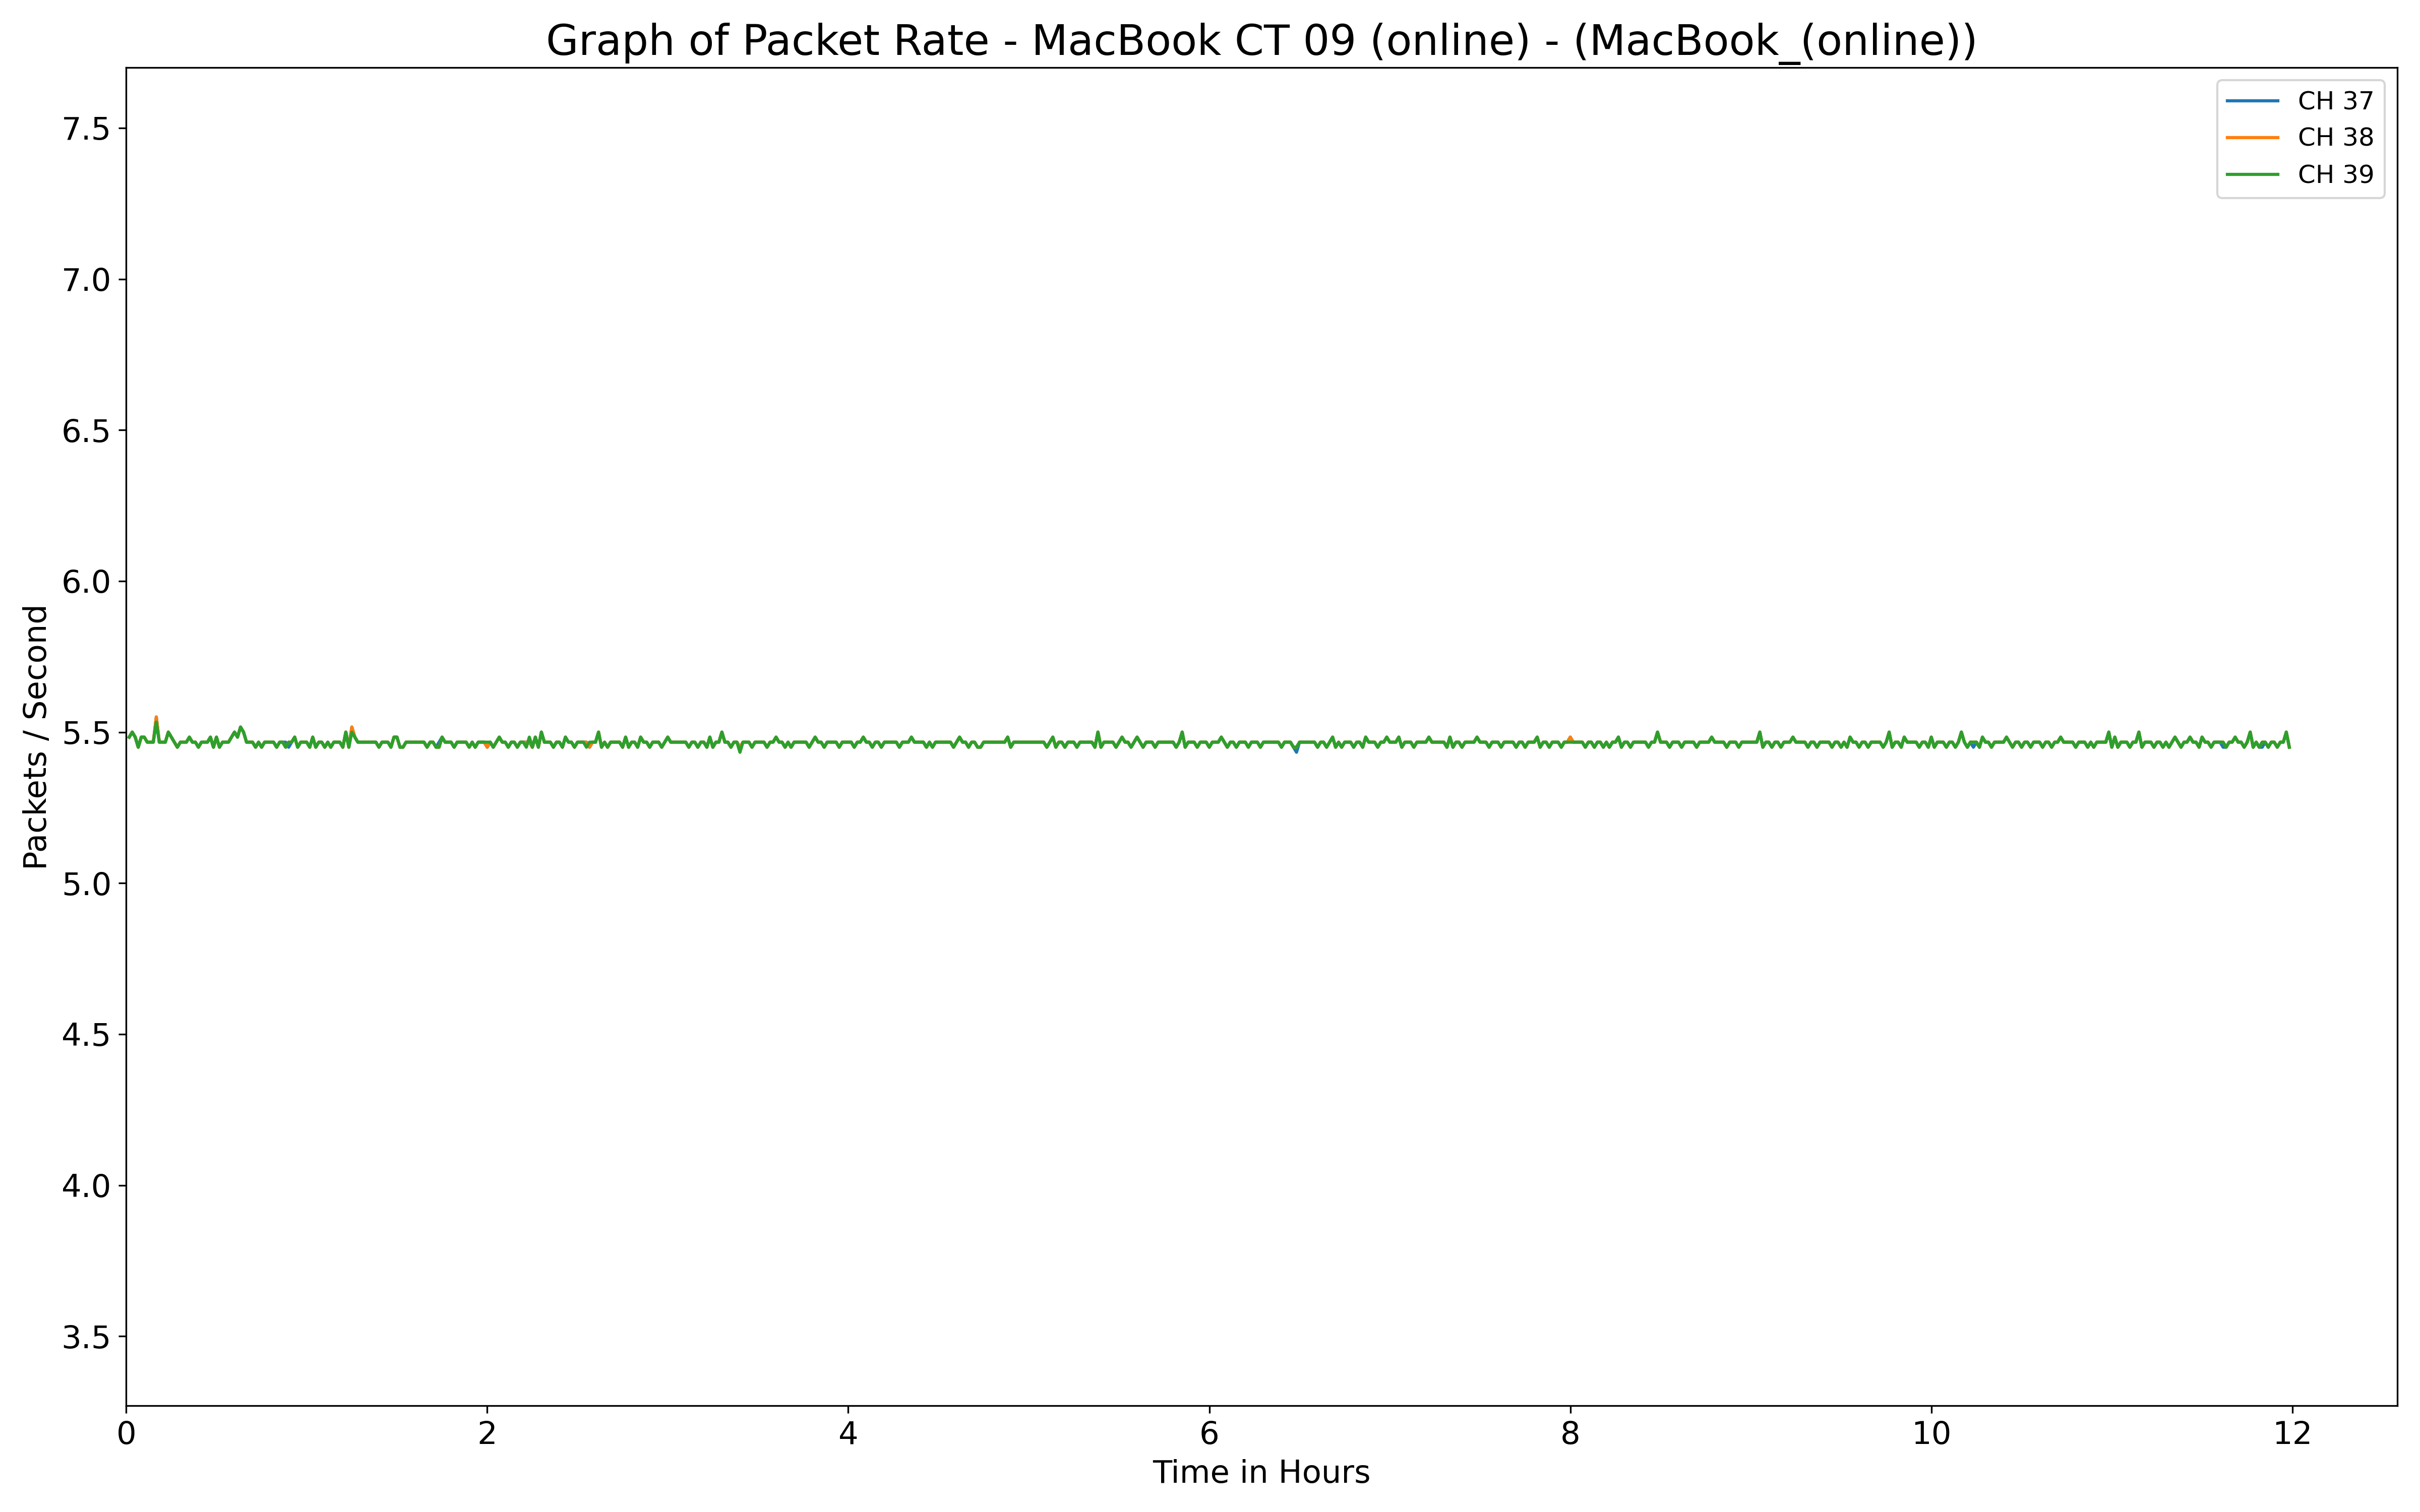 Graph of Packet Rate - MacBook CT 09 (online) - (MacBook_(online))
CH 37
CH 38
CH 39
7.5
7.0
6.5
6.0
5.5
5.0
4.5
4.0
3.5
Packets / Second
0 2 4 6 8 10 12
Time in Hours